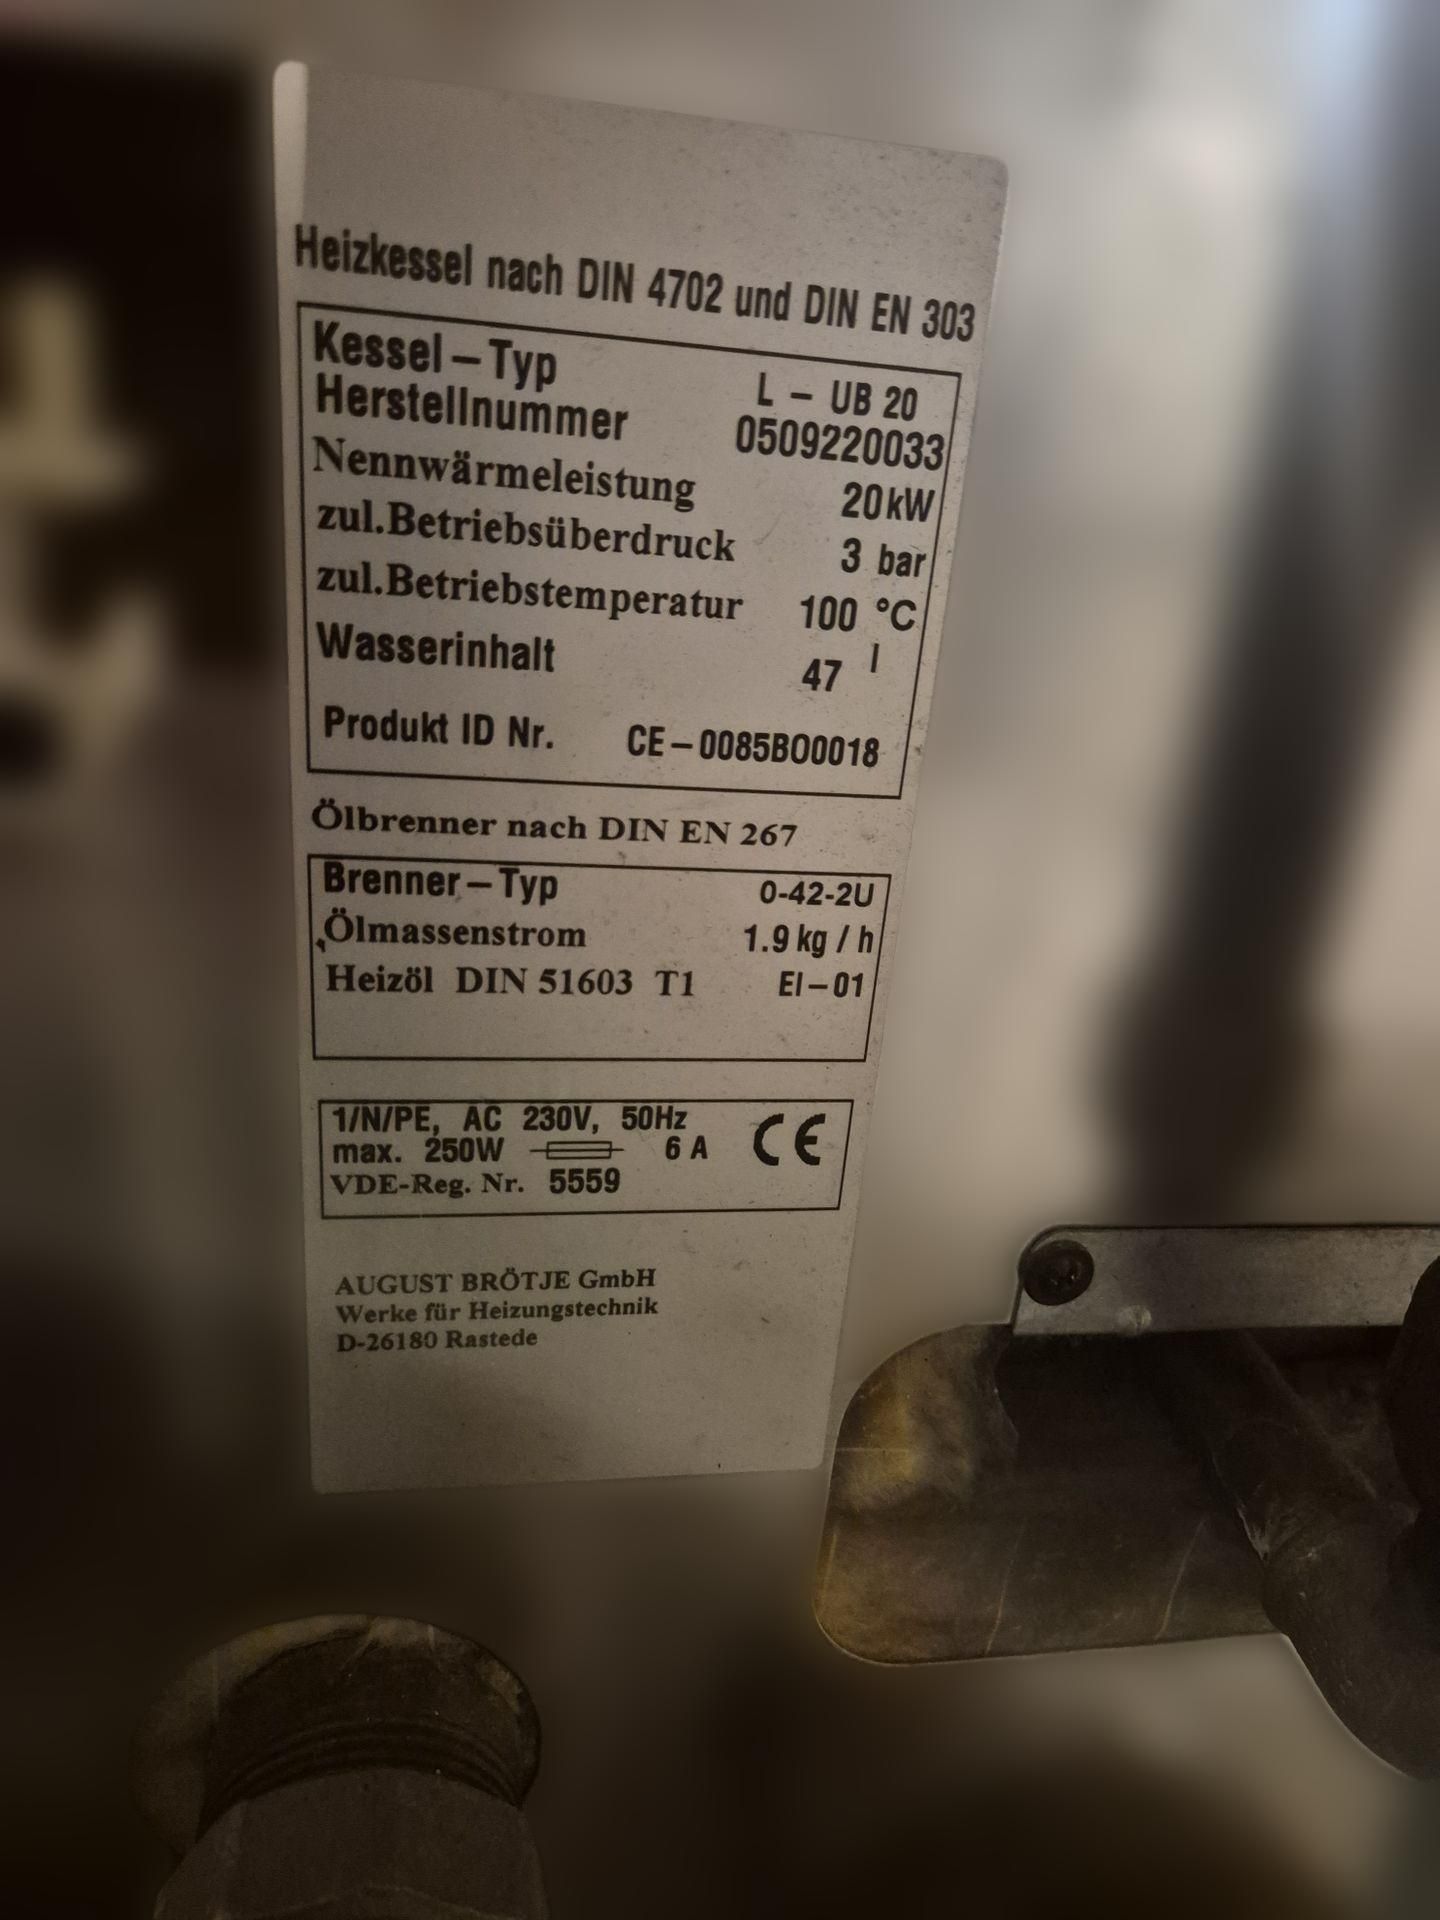 Heizkessel nach DIN 4702 und DIN EN 303
Kessel – Typ L – UB 20
Herstellnummer 0509220033
Nennwärmeleistung 20 kW
zul.Betriebsüberdruck 3 bar
zul.Betriebstemperatur 100 °C
Wasserinhalt 47 l
Produkt ID Nr. CE – 0085BO0018
Ölbrenner nach DIN EN 267
Brenner – Typ O-42-2U
Ölmassenstrom 1.9 kg / h
Heizöl DIN 51603 T1 El – 01
1/N/PE, AC 230V, 50Hz
max. 250W 6 A CE
VDE-Reg. Nr. 5559
AUGUST BRÖTJE GmbH
Werke für Heizungstechnik
D-26180 Rastede